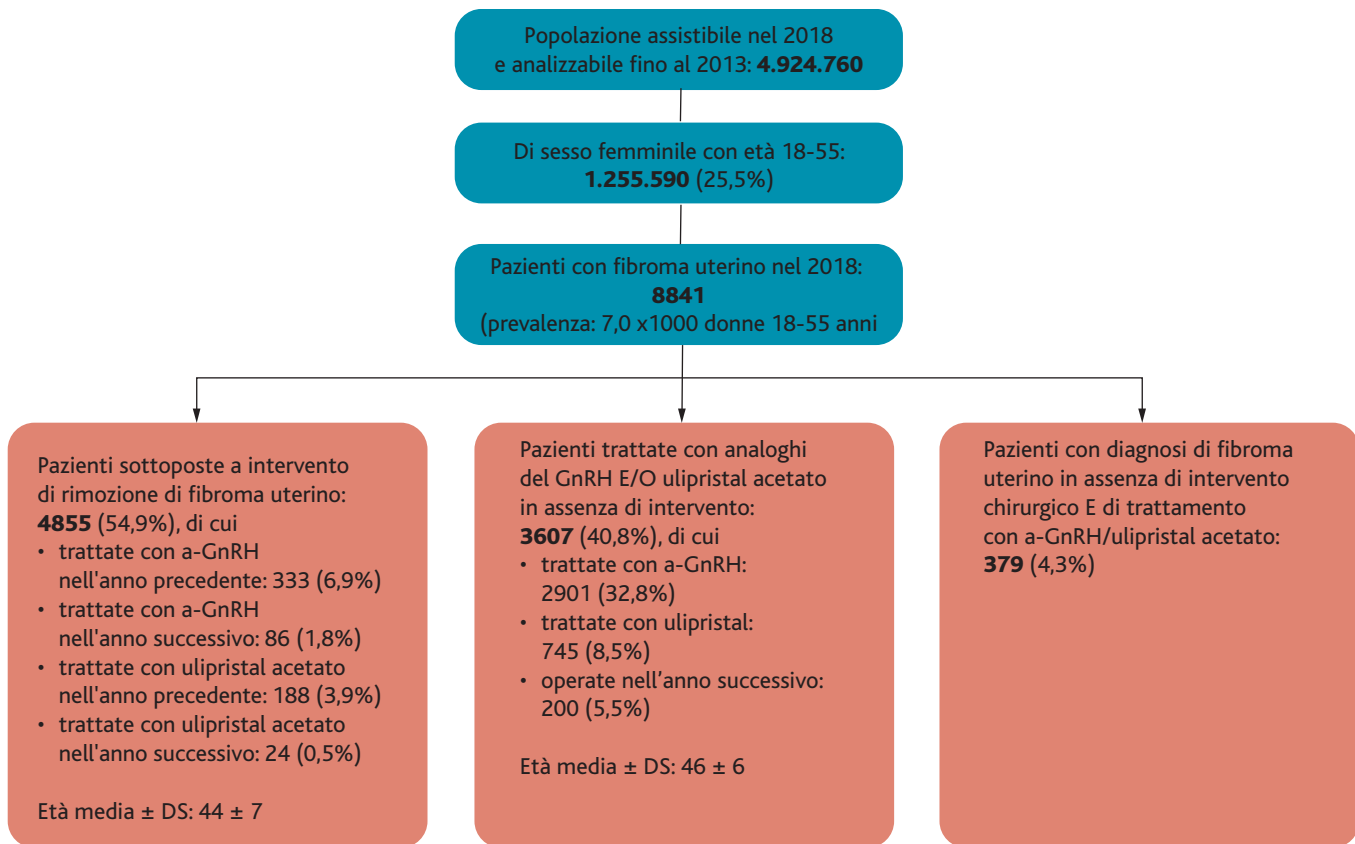 Popolazione assistibile nel 2018
e analizzabile fino al 2013: 4.924.760
Di sesso femminile con età 18-55:
1.255.590 (25,5%)
Pazienti con fibroma uterino nel 2018:
8841
(prevalenza: 7,0 x1000 donne 18-55 anni
Pazienti sottoposte a intervento
di rimozione di fibroma uterino:
4855 (54,9%), di cui
• trattate con a-GnRH
nell'anno precedente: 333 (6,9%)
• trattate con a-GnRH
nell'anno successivo: 86 (1,8%)
• trattate con ulipristal acetato
nell'anno precedente: 188 (3,9%)
• trattate con ulipristal acetato
nell'anno successivo: 24 (0,5%)
Età media ± DS: 44 ± 7
Pazienti trattate con analoghi
del GnRH E/O ulipristal acetato
in assenza di intervento:
3607 (40,8%), di cui
• trattate con a-GnRH:
2901 (32,8%)
• trattate con ulipristal:
745 (8,5%)
• operate nell’anno successivo:
200 (5,5%)
Età media ± DS: 46 ± 6
Pazienti con diagnosi di fibroma
uterino in assenza di intervento
chirurgico E di trattamento
con a-GnRH/ulipristal acetato:
379 (4,3%)